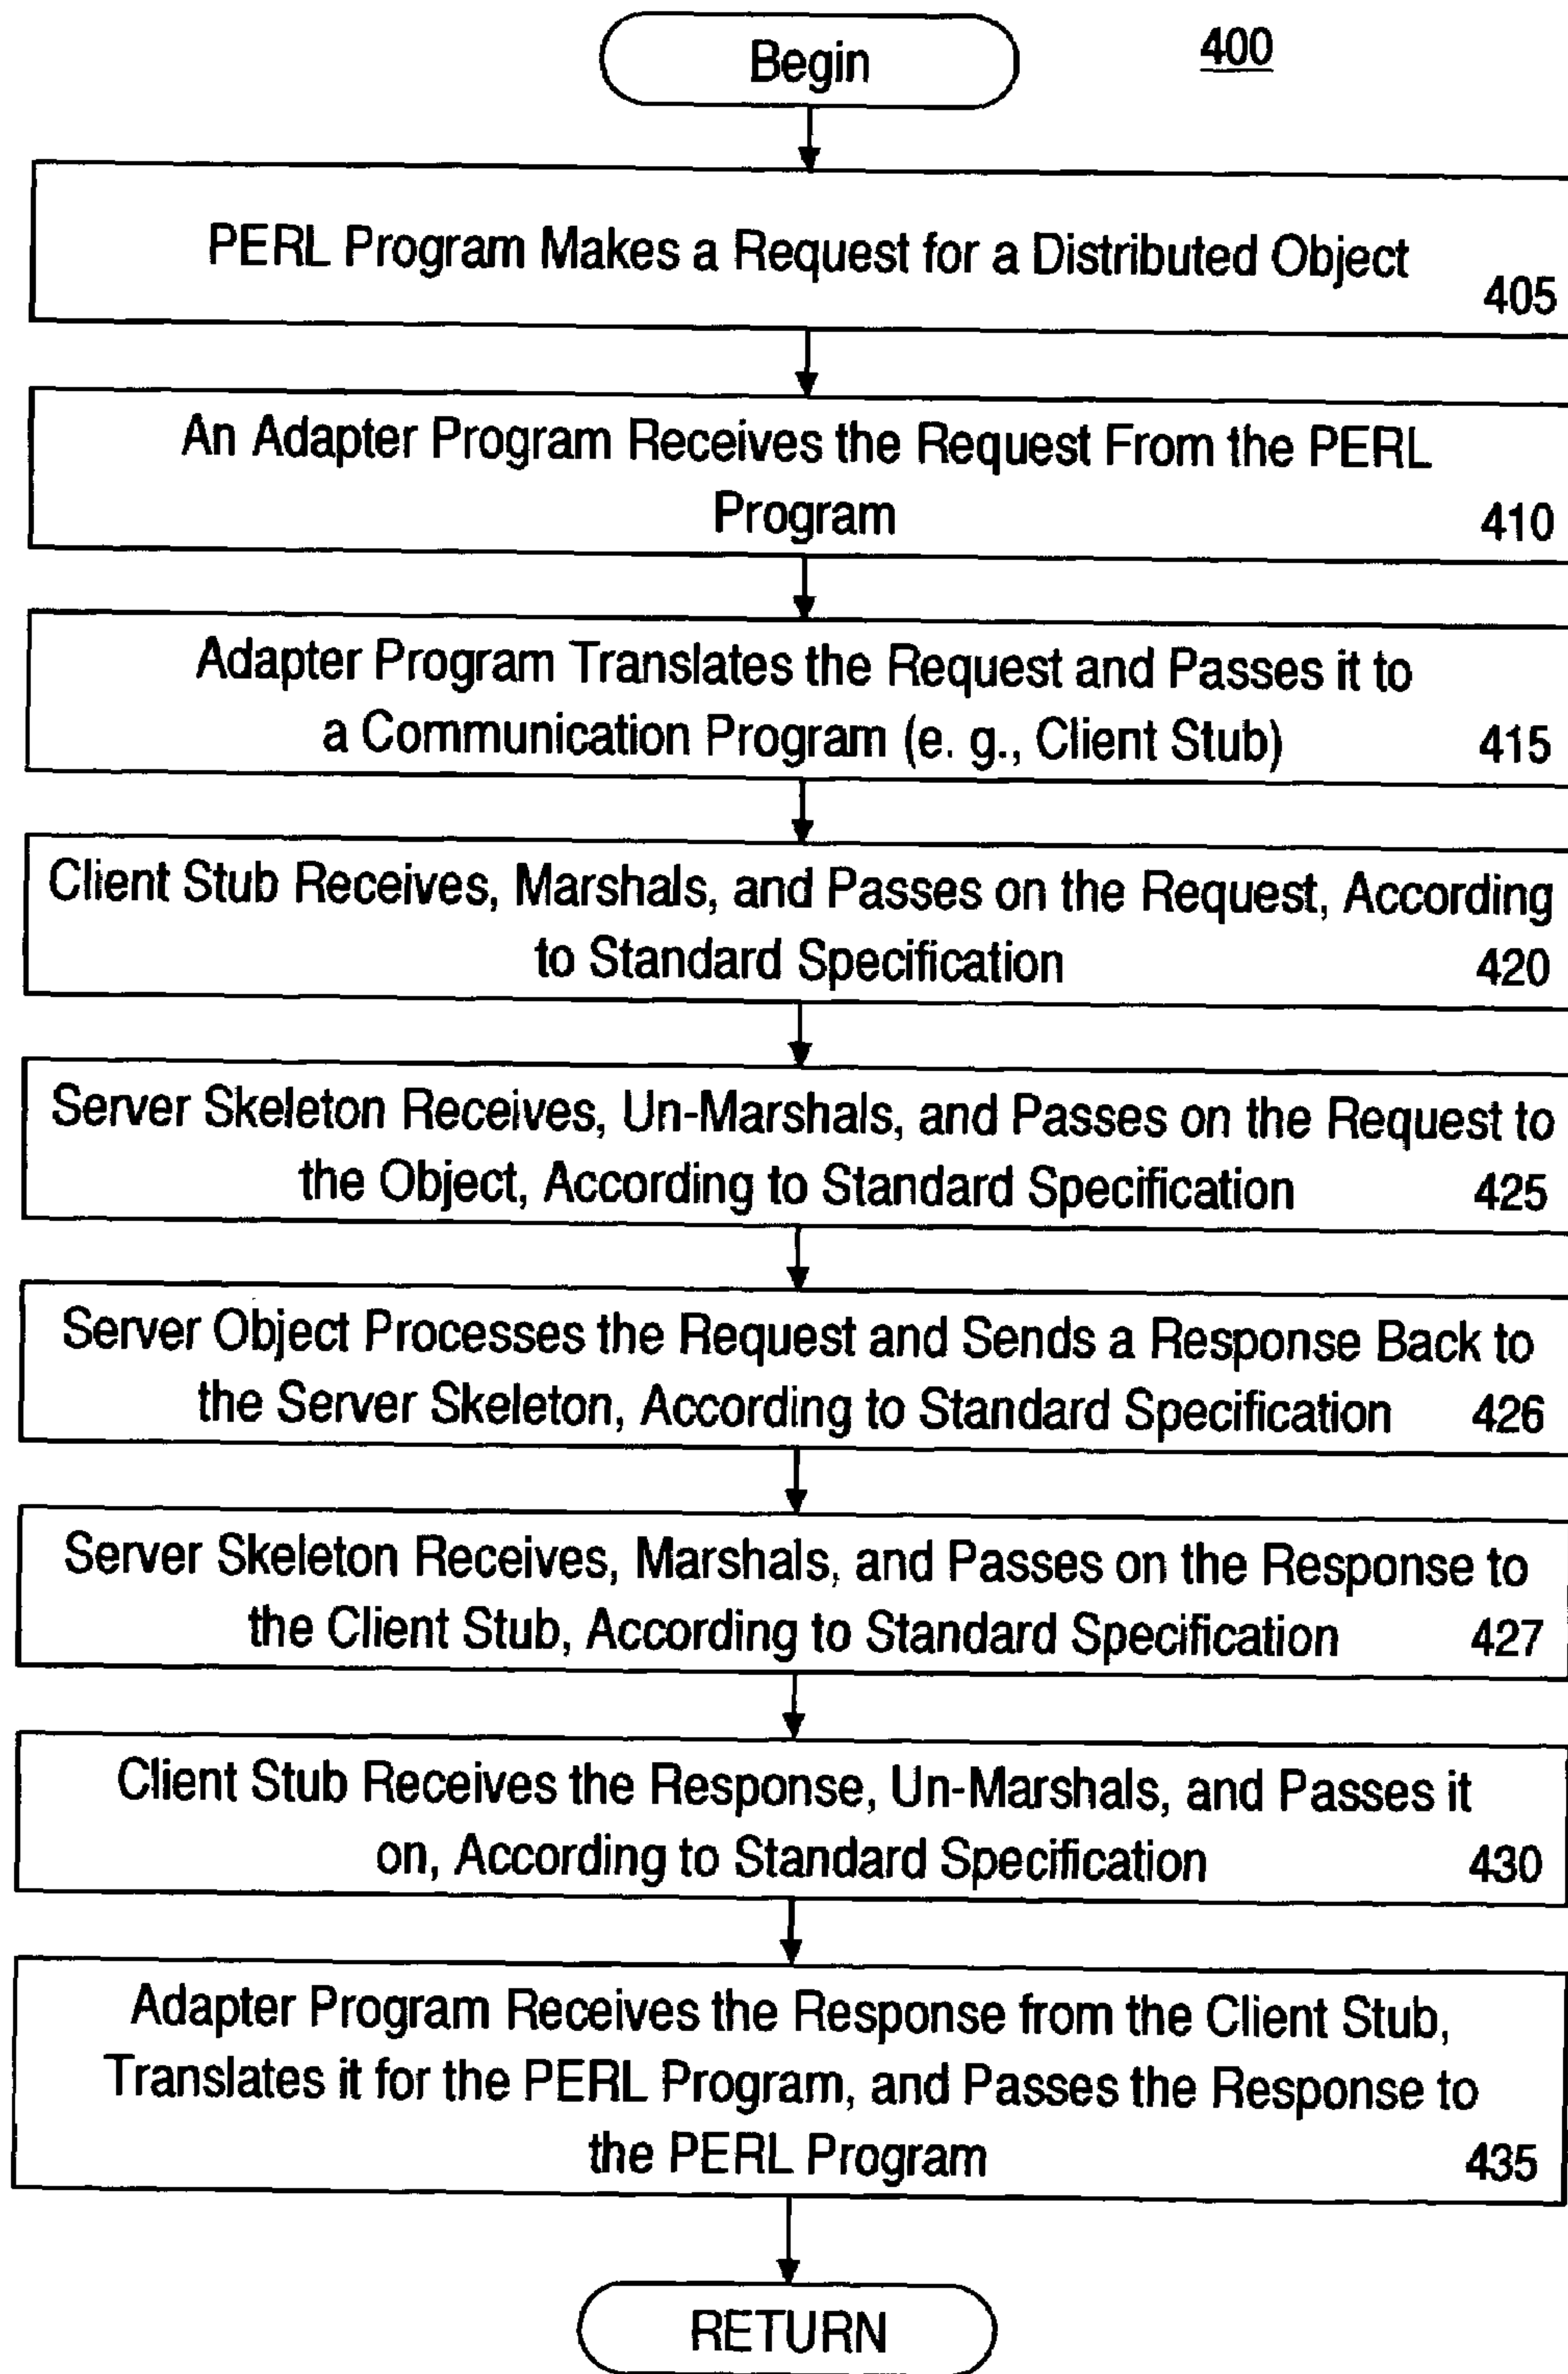 Begin
400
PERL Program Makes a Request for a Distributed Object
405
An Adapter Program Receives the Request From the PERL
Program
410
Adapter Program Translates the Request and Passes it to
a Communication Program (e. g., Client Stub)
415
Client Stub Receives, Marshals, and Passes on the Request, According
to Standard Specification
420
Server Skeleton Receives, Un-Marshals, and Passes on the Request to
the Object, According to Standard Specification
425
Server Object Processes the Request and Sends a Response Back to
the Server Skeleton, According to Standard Specification
426
Server Skeleton Receives, Marshals, and Passes on the Response to
the Client Stub, According to Standard Specification
427
Client Stub Receives the Response, Un-Marshals, and Passes it
on, According to Standard Specification
430
Adapter Program Receives the Response from the Client Stub,
Translates it for the PERL Program, and Passes the Response to
the PERL Program
435
RETURN